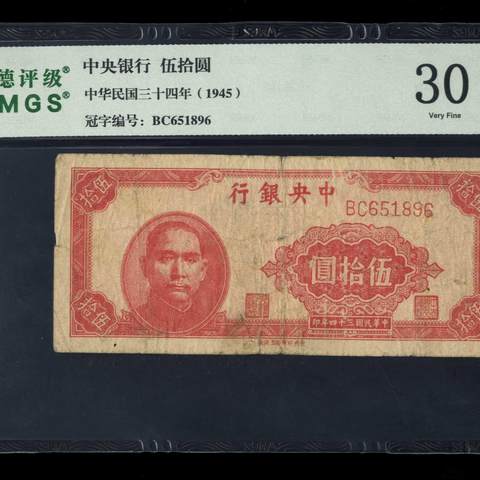 德评级®
MGS®
中央银行 伍拾圆
中华民国三十四年（1945）
冠字编号：BC651896
30
Very Fine
拾伍
行銀央中
BC651896
圓拾伍
印年四十三國民華中
拾伍